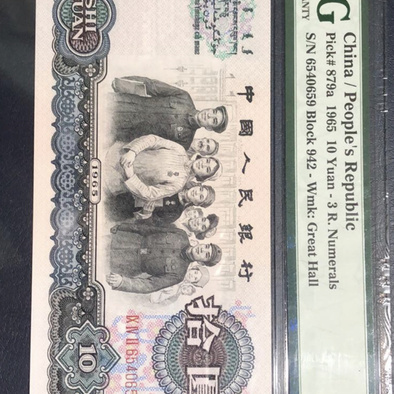 China / People's Republic
Pick# 879a 1965 10 Yuan - 3 R. Numerals
S/N 6540659 Block 942 - Wmk: Great Hall
SHI
YUAN
中國人民銀行
1965
拾圓
10